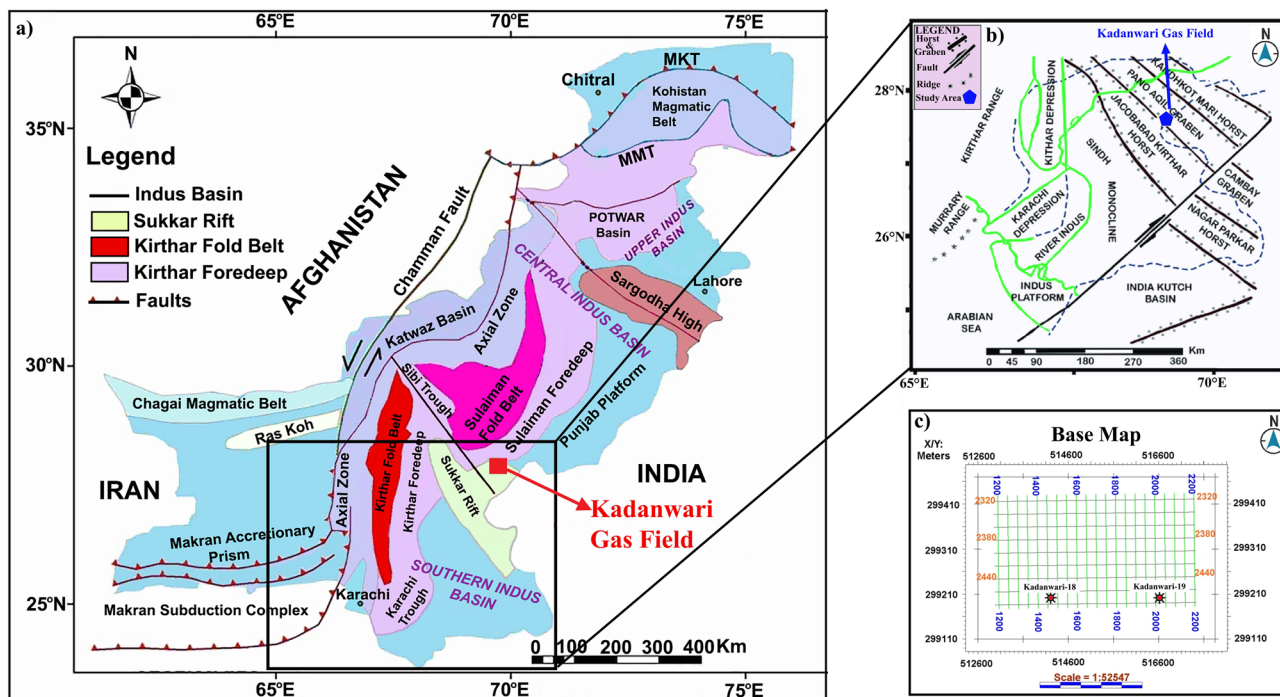 a)
65°E
70°E
75°E
N
Legend
Indus Basin
Sukkar Rift
Kirthar Fold Belt
Kirthar Foredeep
Faults
35°N
30°N
25°N
AFGHANISTAN
IRAN
INDIA
Chitral
MKT
Kohistan
Magmatic
Belt
MMT
POTWAR
Basin
UPPER INDUS
BASIN
Chamman Fault
CENTRAL INDUS BASIN
Sargodha High
Lahore
Katwaz Basin
Axial Zone
Sibi Trough
Sulaiman
Fold Belt
Sulaiman Foredeep
Punjab Platform
Chagai Magmatic Belt
Ras Koh
Axial Zone
Kirthar Fold Belt
Kirthar Foredeep
Sukkar Rift
Kadanwari
Gas Field
Makran Accretionary
Prism
Makran Subduction Complex
Karachi
Karachi
Trough
SOUTHERN INDUS
BASIN
0 100 200 300 400Km
65°E
70°E
75°E
b)
LEGEND
Horst
&
Graben
Fault
Ridge
Study Area
Kadanwari Gas Field
N
28°N
26°N
KIRTHAR RANGE
KITHAR DEPRESSION
KANDHKOT MARI HORST
PANO AQIL GRABEN
JACOBABAD KIRTHAR
HORST
SINDH
MONOCLINE
CAMBAY
GRABEN
NAGAR PARKAR
HORST
MURRARY
RANGE
KARACHI
DEPRESSION
RIVER INDUS
INDUS
PLATFORM
INDIA KUTCH
BASIN
ARABIAN
SEA
0 45 90 180 270 360
Km
65°E
70°E
c)
Base Map
N
X/Y:
Meters
512600
514600
516600
1200 1400 1600 1800 2000 2200
2320
2380
2440
2320
2380
2440
299410
299310
299210
299110
299410
299310
299210
299110
Kadanwari-18
Kadanwari-19
1200 1400 1600 1800 2000 2200
512600
514600
516600
Scale = 1:52547